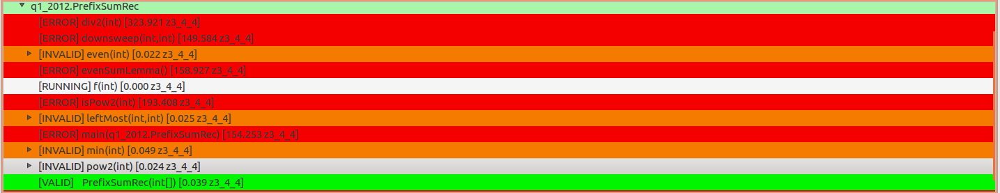 q1_2012.PrefixSumRec
[ERROR] div2(int) [323.921 z3_4_4]
[ERROR] downsweep(int,int) [149.584 z3_4_4]
[INVALID] even(int) [0.022 z3_4_4]
[ERROR] evenSumLemma() [158.927 z3_4_4]
[RUNNING] f(int) [0.000 z3_4_4]
[ERROR] isPow2(int) [193.408 z3_4_4]
[INVALID] leftMost(int,int) [0.025 z3_4_4]
[ERROR] main(q1_2012.PrefixSumRec) [154.253 z3_4_4]
[INVALID] min(int) [0.049 z3_4_4]
[INVALID] pow2(int) [0.024 z3_4_4]
[VALID] PrefixSumRec(int[]) [0.039 z3_4_4]